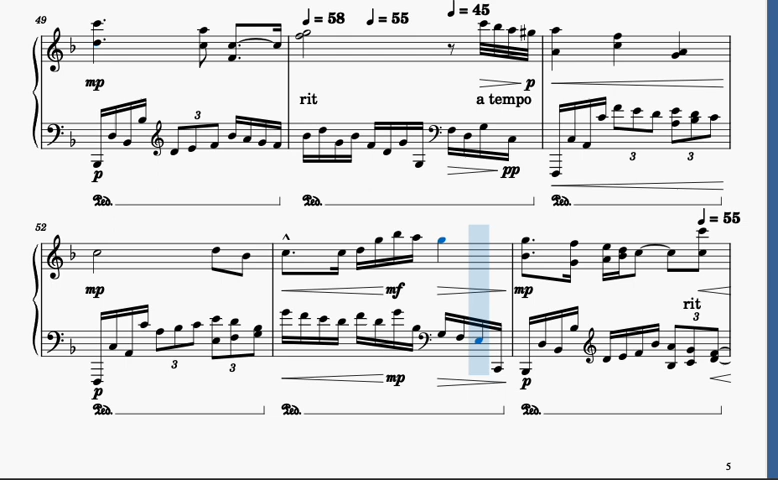 49
♩ = 58 ♩ = 55 ♩ = 45
mp
rit
p
a tempo
3
3
3
p
pp
Ped.
Ped.
Ped.
52
♩ = 55
mp
mf
mp
rit
3
3
3
mp
p
p
Ped.
Ped.
Ped.
5